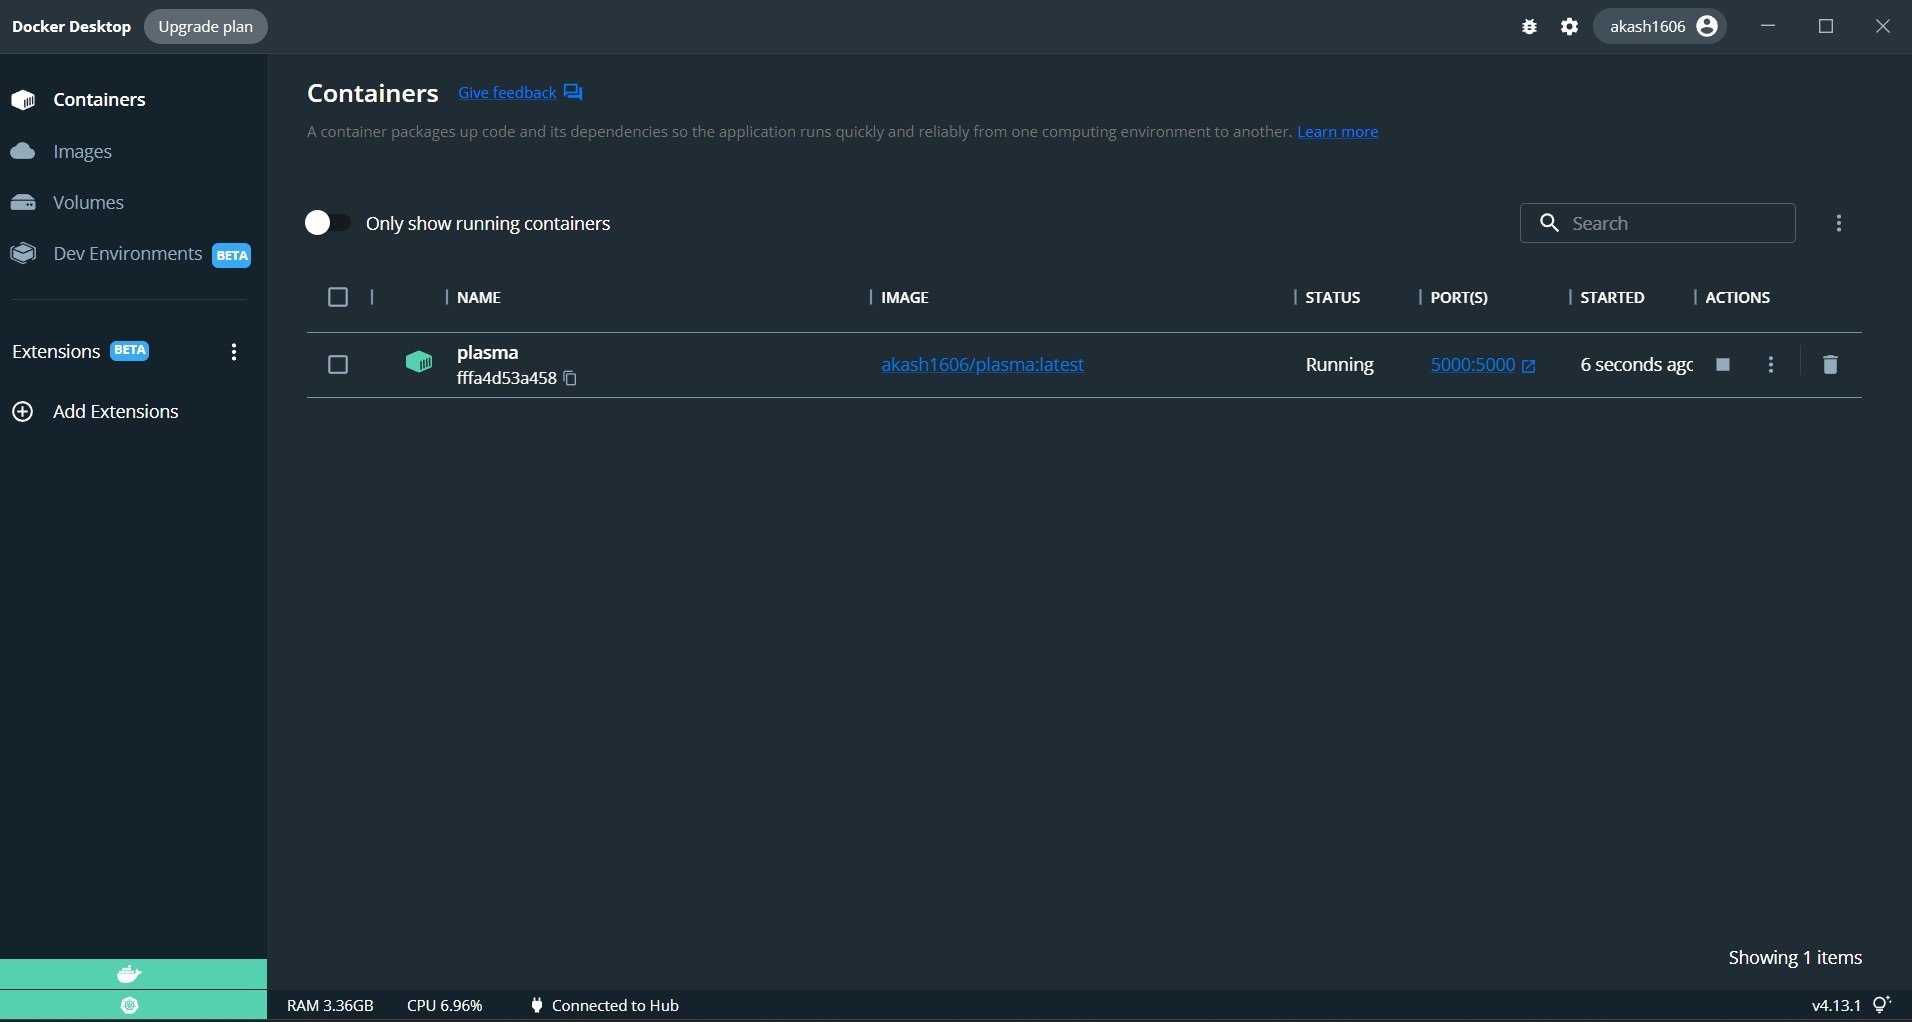 Docker Desktop Upgrade plan akash1606
Containers
Images
Volumes
Dev Environments BETA
Extensions BETA
Add Extensions
Containers Give feedback
A container packages up code and its dependencies so the application runs quickly and reliably from one computing environment to another. Learn more
Only show running containers Search
NAME IMAGE STATUS PORT(S) STARTED ACTIONS
plasma
fffa4d53a458 akash1606/plasma:latest Running 5000:5000 6 seconds agc
Showing 1 items
RAM 3.36GB CPU 6.96% Connected to Hub v4.13.1